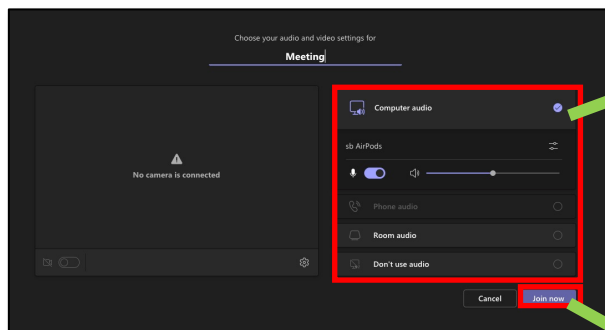 Choose your audio and video settings for
Meeting
Computer audio
sb AirPods
No camera is connected
Phone audio
Room audio
Don't use audio
Cancel
Join now